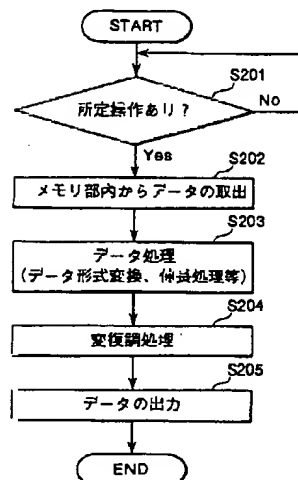 START
S201
所定操作あり?
No
Yes
S202
メモリ部内からデータの取出
S203
データ処理
(データ形式変換、伸長処理等)
S204
変復調処理
S205
データの出力
END